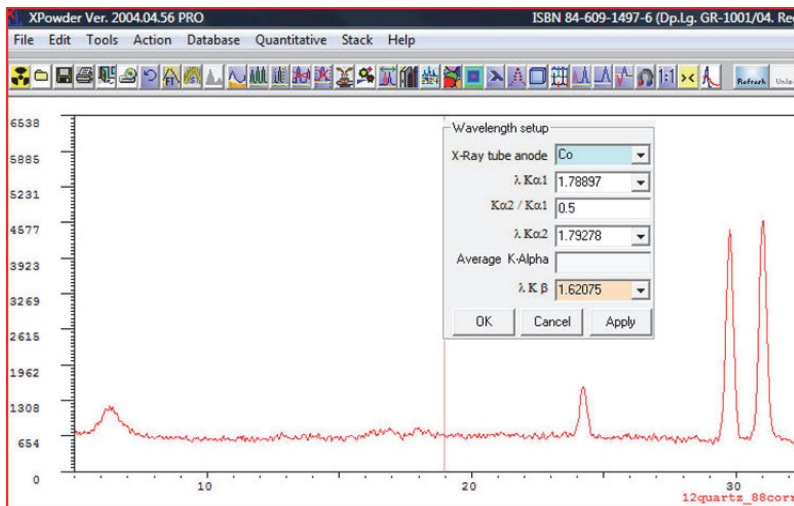 XPowder Ver. 2004.04.56 PRO ISBN 84-609-1497-6 (Dp.Lg. GR-1001/04. Re
File Edit Tools Action Database Quantitative Stack Help
1:1 Refresh
6538
5885
5231
4577
3923
3269
2615
1962
1308
654
0
Wavelength setup
X-Ray tube anode Co
λ Kα1 1.78897
Kα2 / Kα1 0.5
λ Kα2 1.79278
Average K-Alpha
λ K β 1.62075
OK Cancel Apply
10 20 30
12quartz_88corr